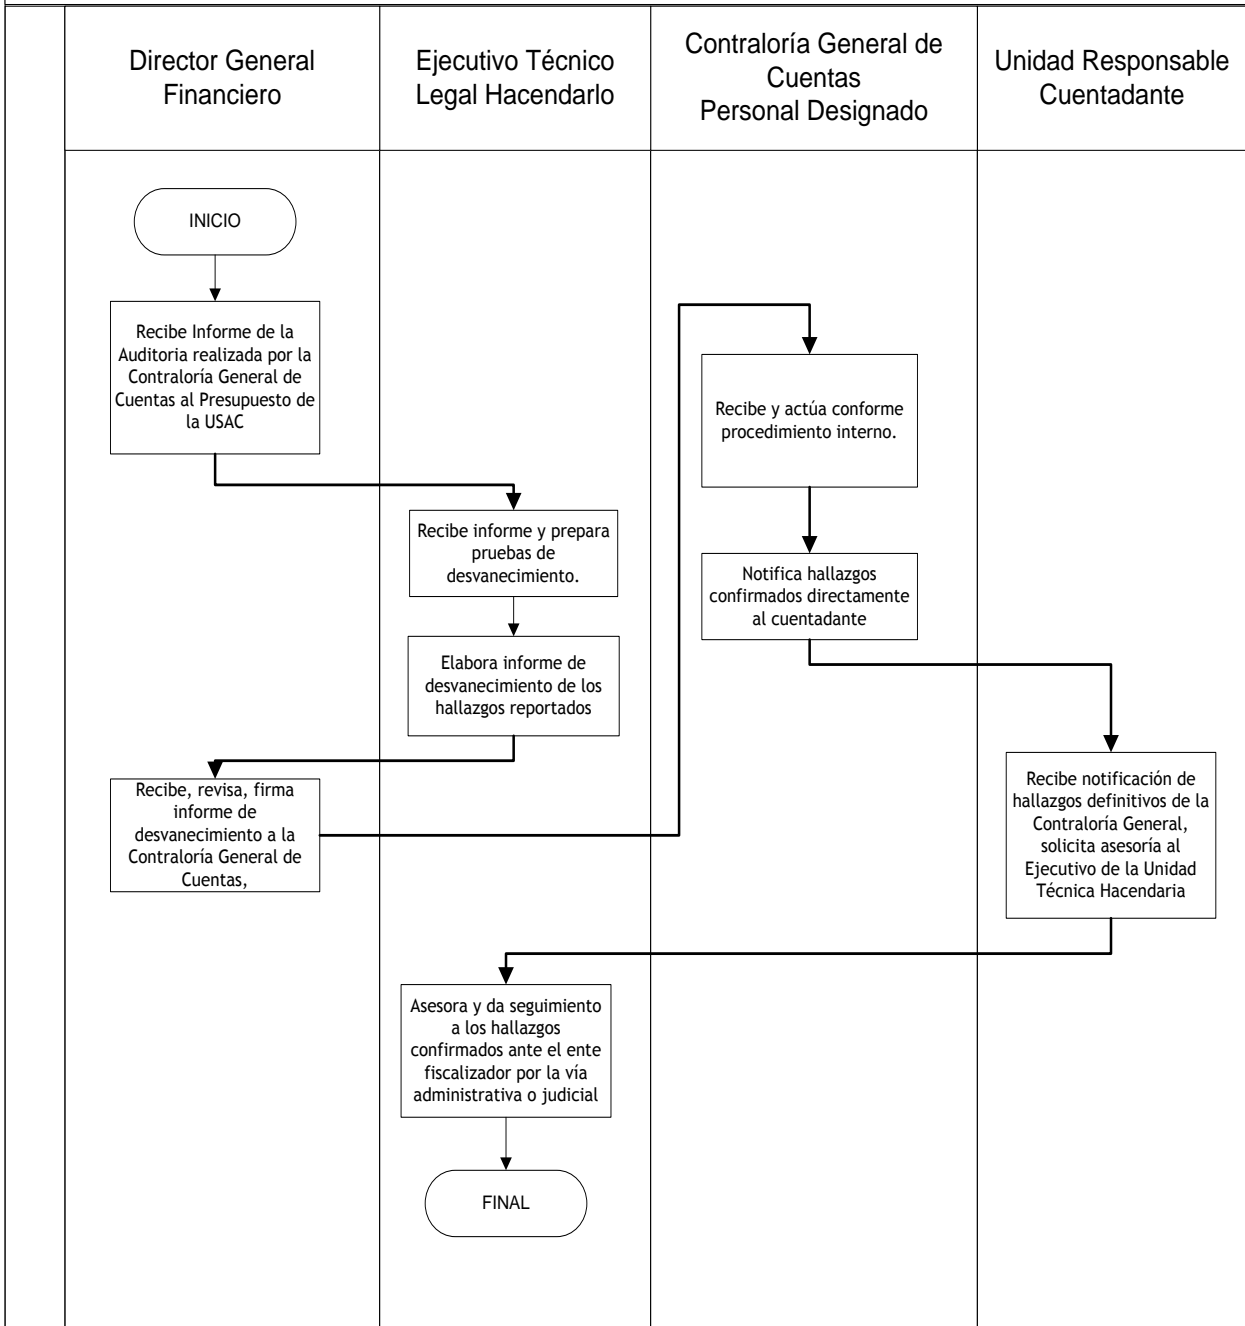 Director General
Financiero
Ejecutivo Técnico
Legal Hacendarlo
Contraloría General de
Cuentas
Personal Designado
Unidad Responsable
Cuentadante
INICIO
Recibe Informe de la
Auditoria realizada por la
Contraloría General de
Cuentas al Presupuesto de
la USAC
Recibe informe y prepara
pruebas de
desvanecimiento.
Elabora informe de
desvanecimiento de los
hallazgos reportados
Recibe, revisa, firma
informe de
desvanecimiento a la
Contraloría General de
Cuentas,
Recibe y actúa conforme
procedimiento interno.
Notifica hallazgos
confirmados directamente
al cuentadante
Recibe notificación de
hallazgos definitivos de la
Contraloría General,
solicita asesoría al
Ejecutivo de la Unidad
Técnica Hacendaria
Asesora y da seguimiento
a los hallazgos
confirmados ante el ente
fiscalizador por la vía
administrativa o judicial
FINAL